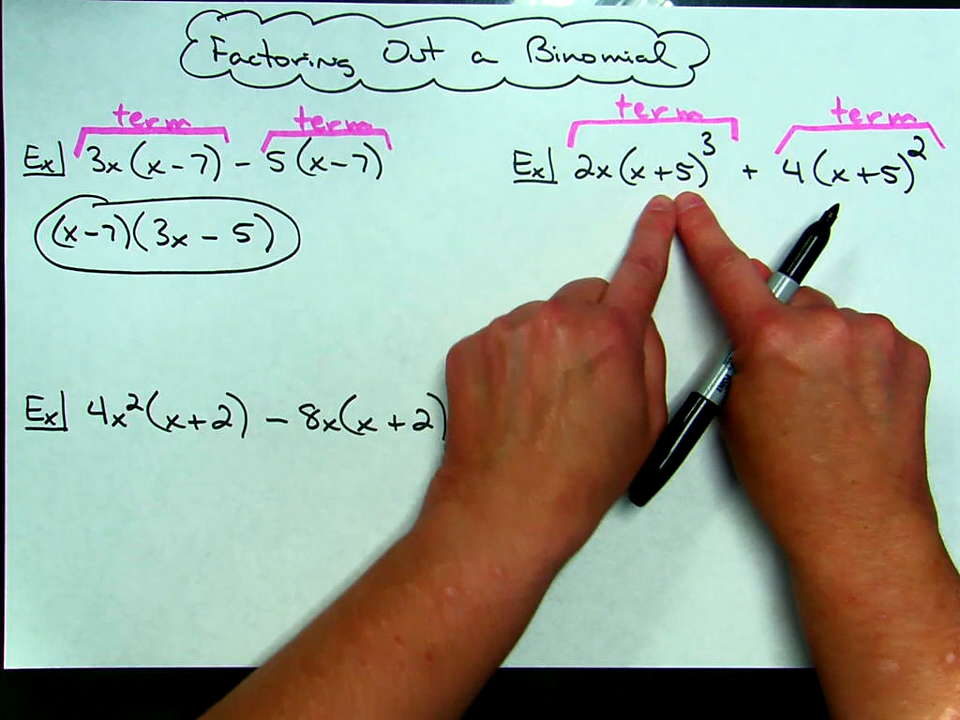 Factoring Out a Binomial
term term
Ex] 3x(x-7) - 5(x-7)
(x-7)(3x - 5)
term term
Ex] 2x(x+5)³ + 4(x+5)²
Ex] 4x²(x+2) - 8x(x+2)